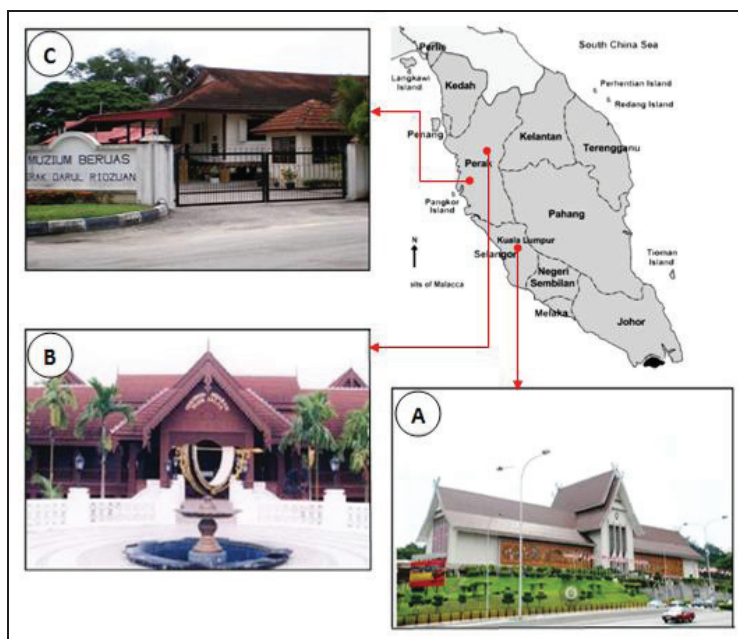 C
MUZIUM BERUAS
RAK DARUL RIDZUAN
B
A
South China Sea
Perlis
Langkawi
Island
Kedah
Perhentian Island
Redang Island
Penang
Kelantan
Terengganu
Perak
Pangkor
Island
Pahang
N
Kuala Lumpur
Selangor
Tioman
Island
sits of Malacca
Negeri
Sembilan
Melaka
Johor